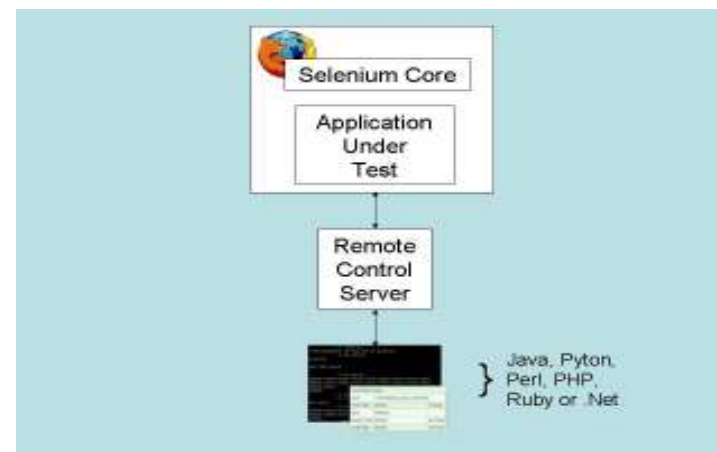 Selenium Core
Application
Under
Test
Remote
Control
Server
Java, Pyton,
Perl, PHP,
Ruby or .Net